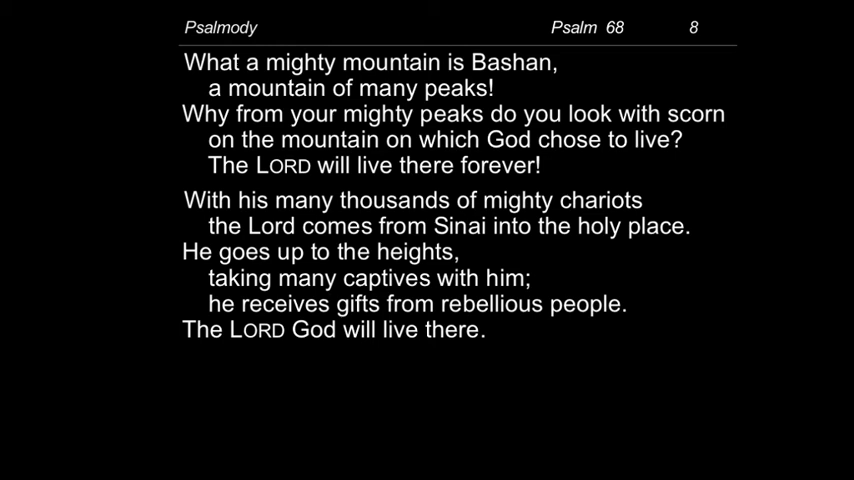 Psalmody Psalm 68 8
What a mighty mountain is Bashan,
a mountain of many peaks!
Why from your mighty peaks do you look with scorn
on the mountain on which God chose to live?
The LORD will live there forever!
With his many thousands of mighty chariots
the Lord comes from Sinai into the holy place.
He goes up to the heights,
taking many captives with him;
he receives gifts from rebellious people.
The LORD God will live there.